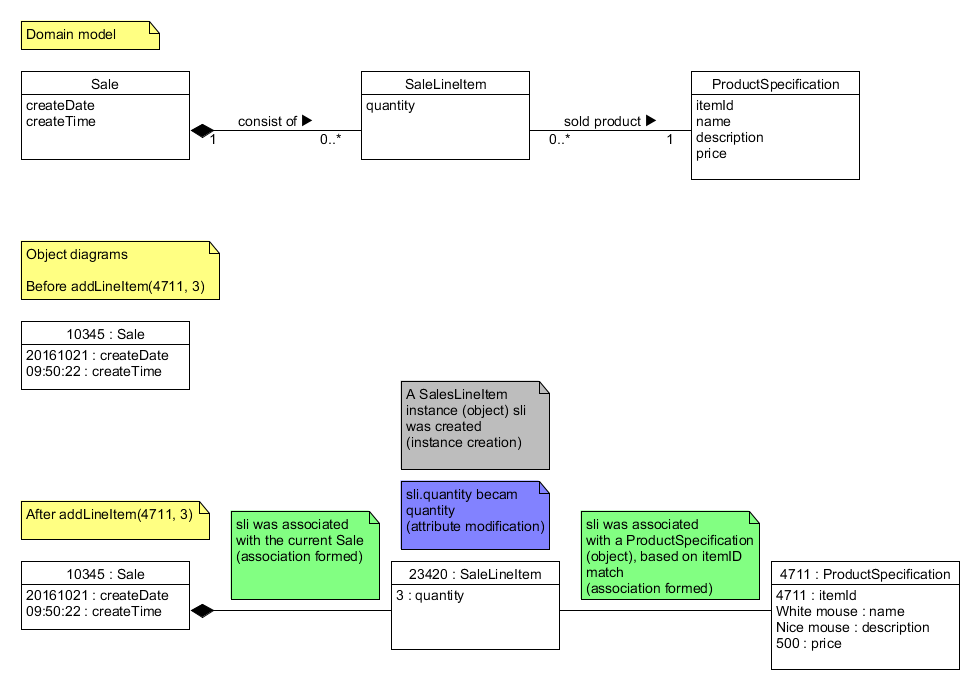 Domain model
Sale
createDate
createTime
consist of
1
0..*
SaleLineItem
quantity
sold product
0..*
1
ProductSpecification
itemId
name
description
price
Object diagrams
Before addLineItem(4711, 3)
10345 : Sale
20161021 : createDate
09:50:22 : createTime
A SalesLineItem
instance (object) sli
was created
(instance creation)
sli.quantity becam
quantity
(attribute modification)
After addLineItem(4711, 3)
sli was associated
with the current Sale
(association formed)
sli was associated
with a ProductSpecification
(object), based on itemID
match
(association formed)
10345 : Sale
20161021 : createDate
09:50:22 : createTime
23420 : SaleLineItem
3 : quantity
4711 : ProductSpecification
4711 : itemId
White mouse : name
Nice mouse : description
500 : price